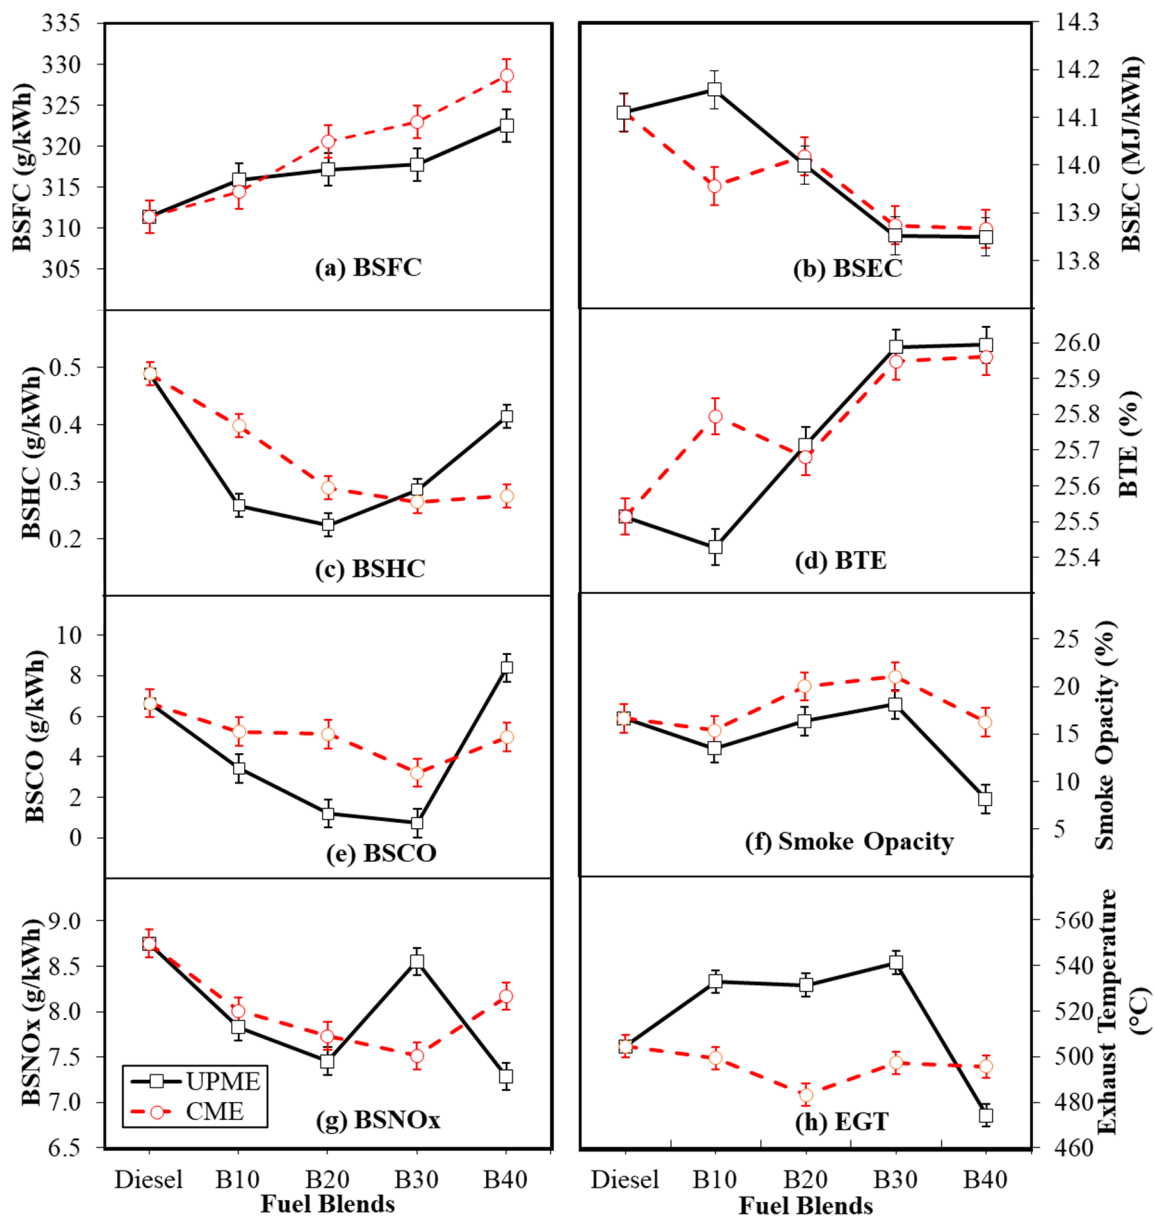 335
330
325
320
315
310
305
BSFC (g/kWh)
(a) BSFC
14.3
14.2
14.1
14.0
13.9
13.8
BSEC (MJ/kWh)
(b) BSEC
0.5
0.4
0.3
0.2
BSHC (g/kWh)
(c) BSHC
26.0
25.9
25.8
25.7
25.6
25.5
25.4
BTE (%)
(d) BTE
10
8
6
4
2
0
BSCO (g/kWh)
(e) BSCO
25
20
15
10
5
Smoke Opacity (%)
(f) Smoke Opacity
9.0
8.5
8.0
7.5
7.0
6.5
BSNOx (g/kWh)
UPME
CME
(g) BSNOx
560
540
520
500
480
460
Exhaust Temperature
(°C)
(h) EGT
Diesel B10 B20 B30 B40
Fuel Blends
Diesel B10 B20 B30 B40
Fuel Blends